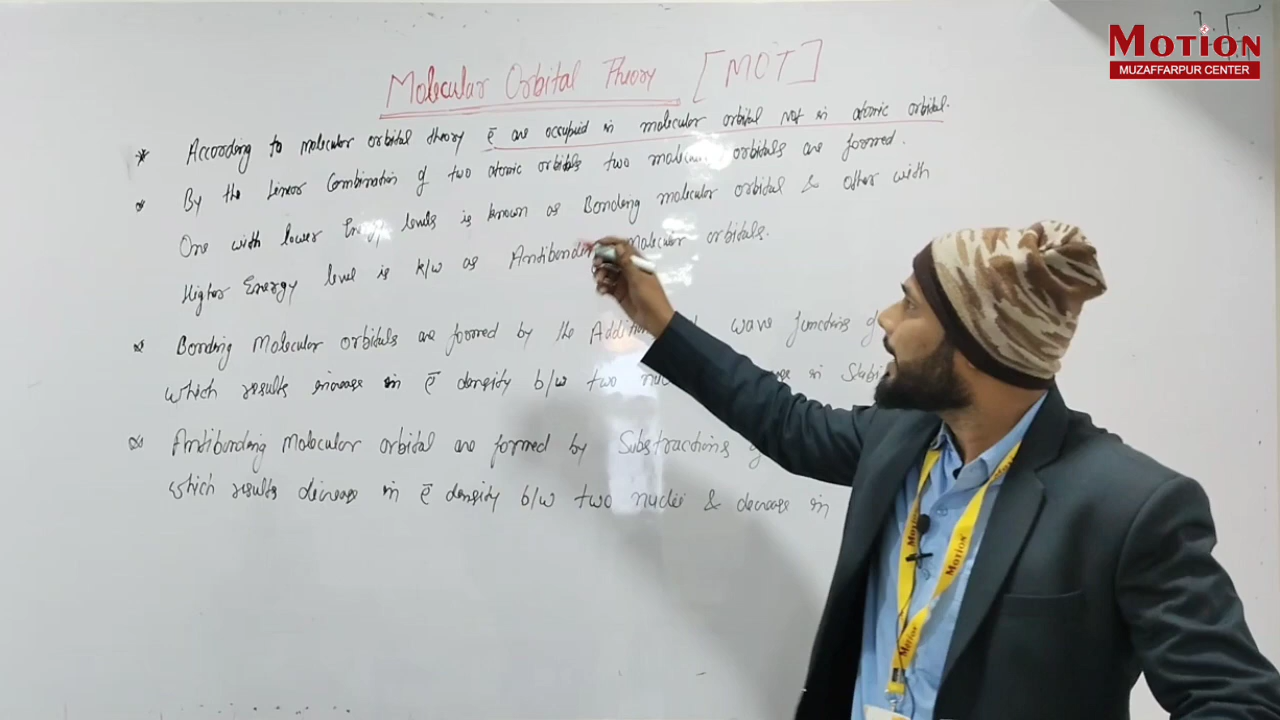 MOTION
MUZAFFARPUR CENTER
Molecular Orbital Theory [MOT]
* According to molecular orbital theory ē are occupied in molecular orbital Not in atomic orbital.
By the Linear Combination of two atomic orbitals two molecular orbitals are formed.
One with lower Energy levels is known as Bonding molecular orbital & other with
Higher Energy level is k/w as Antibonding Molecular orbitals.
Bonding Molecular orbitals are formed by the wave functions
which results increase in ē density b/w two in
Antibonding Molecular orbital are formed by Substractions
which results decrease in ē density b/w two nuclei & decrease in
Motion
Motion
Motion